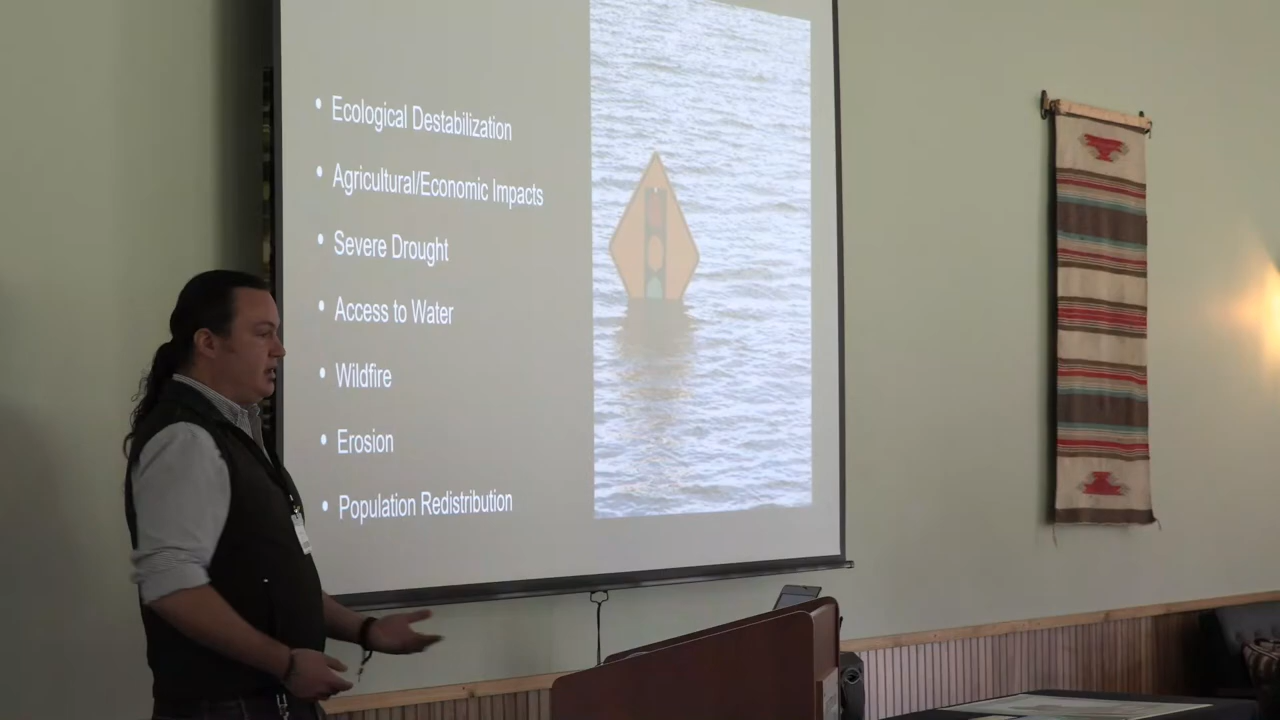 • Ecological Destabilization
• Agricultural/Economic Impacts
• Severe Drought
• Access to Water
• Wildfire
• Erosion
• Population Redistribution